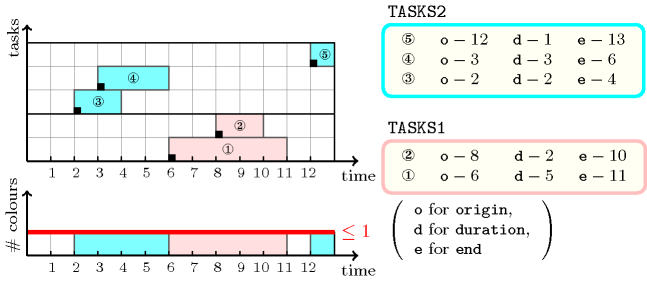 tasks
⑤
④
③
②
①
1 2 3 4 5 6 7 8 9 10 11 12
time
# colours
≤ 1
1 2 3 4 5 6 7 8 9 10 11 12
time
TASKS2
⑤ o – 12 d – 1 e – 13
④ o – 3 d – 3 e – 6
③ o – 2 d – 2 e – 4
TASKS1
② o – 8 d – 2 e – 10
① o – 6 d – 5 e – 11
( o for origin,
d for duration,
e for end )